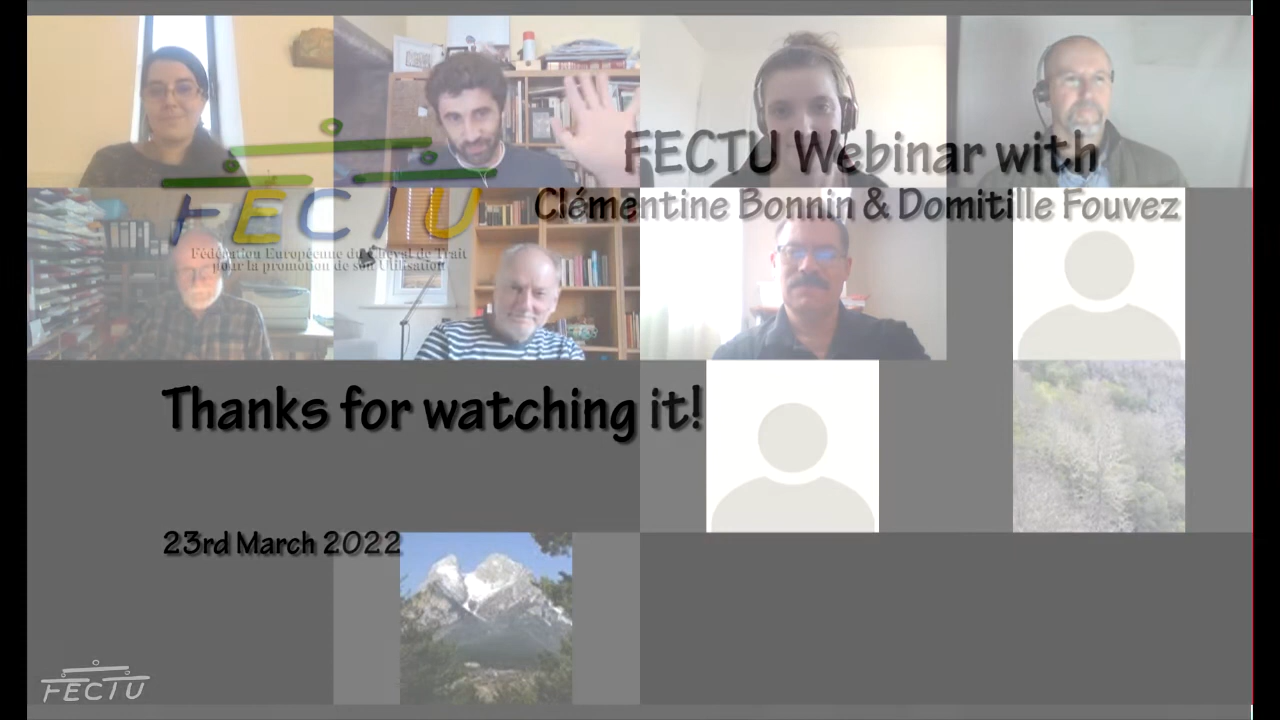 FECTU Webinar with
Clémentine Bonnin & Domitille Fouvez
FECTU
Fédération Européenne du Cheval de Trait
pour la promotion de son Utilisation
Thanks for watching it!
23rd March 2022
FECTU